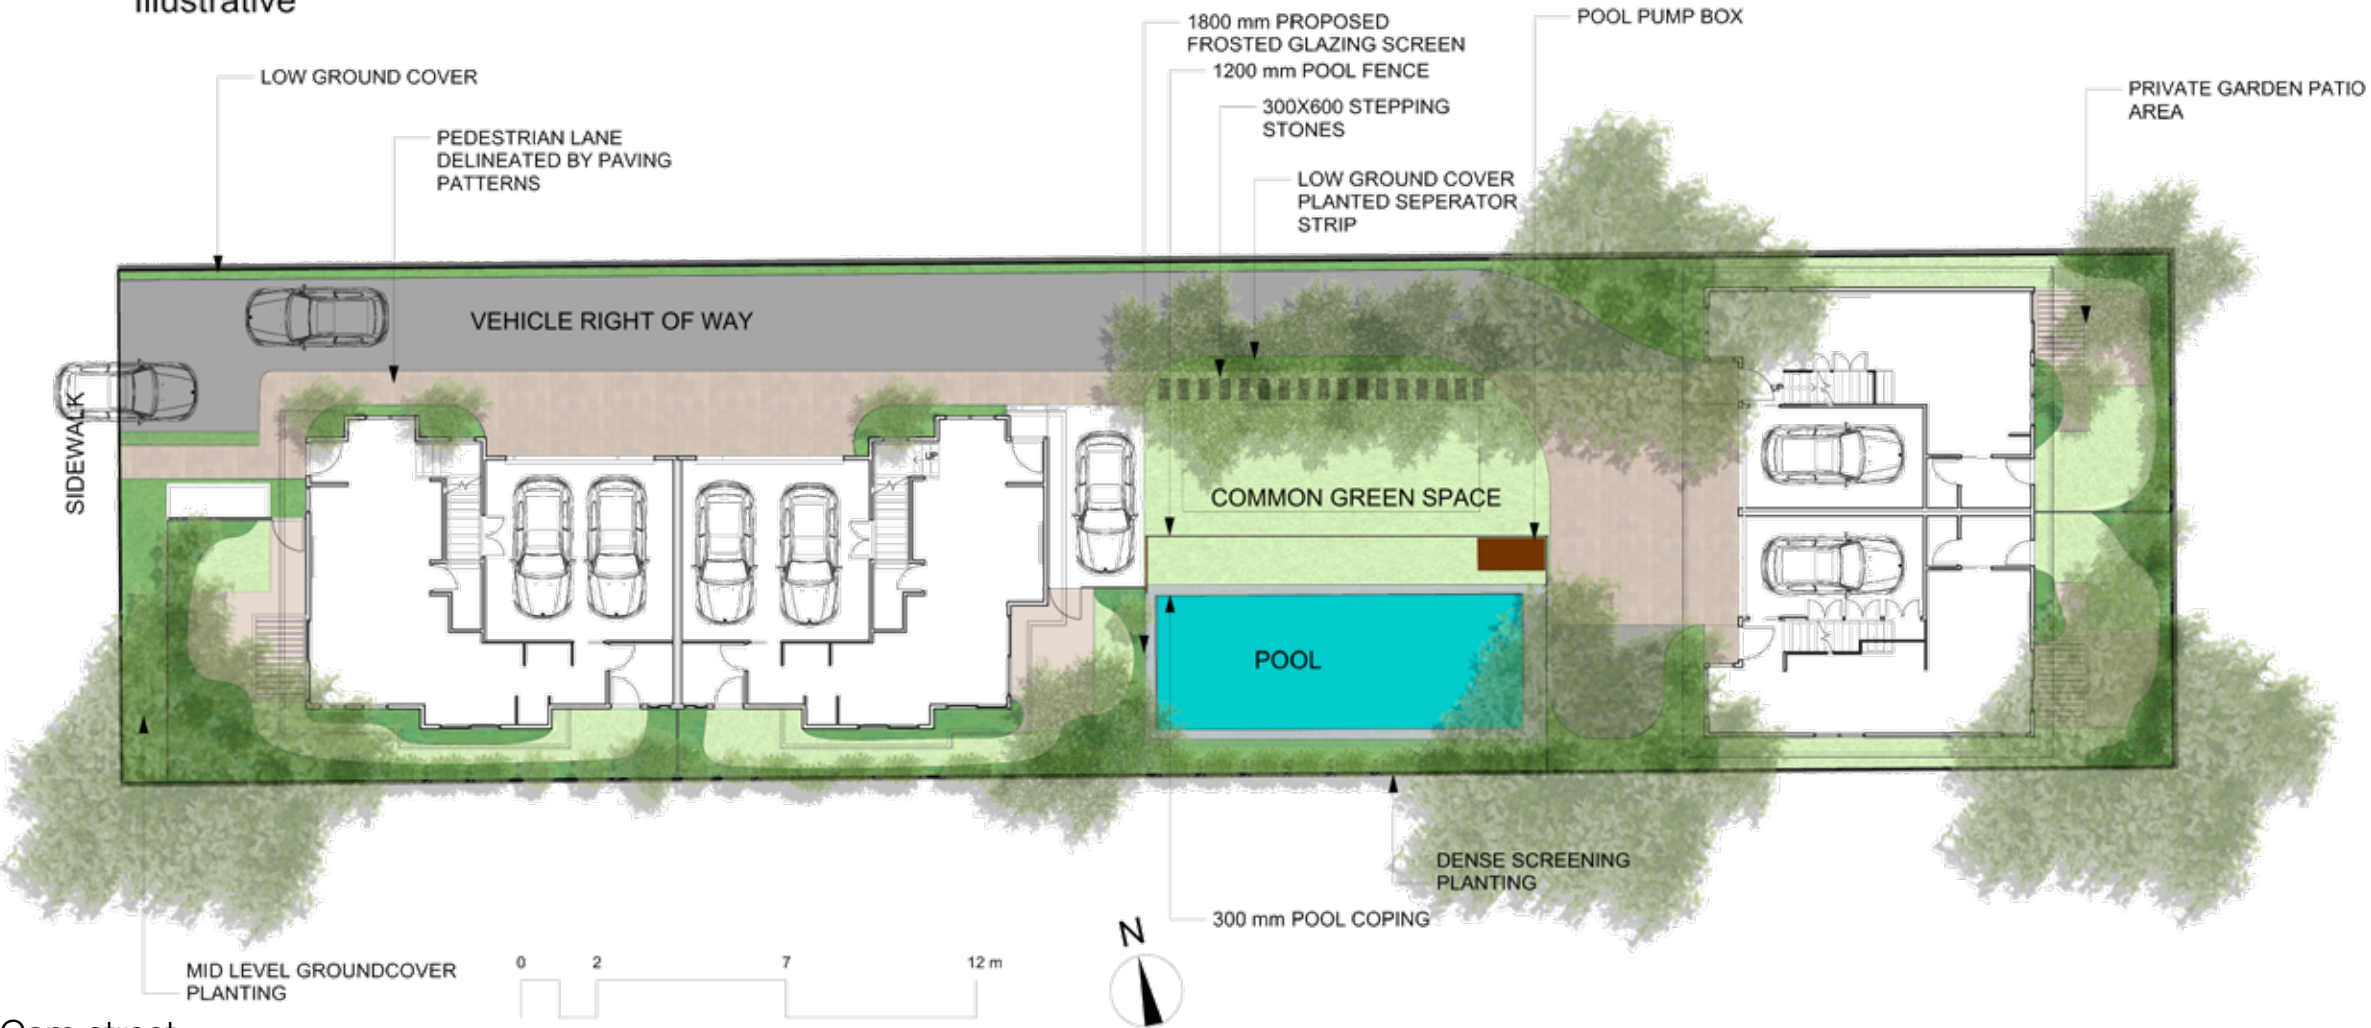 Illustrative
1800 mm PROPOSED
FROSTED GLAZING SCREEN
POOL PUMP BOX
LOW GROUND COVER
1200 mm POOL FENCE
PRIVATE GARDEN PATIO
AREA
300X600 STEPPING
STONES
PEDESTRIAN LANE
DELINEATED BY PAVING
PATTERNS
LOW GROUND COVER
PLANTED SEPERATOR
STRIP
VEHICLE RIGHT OF WAY
SIDEWALK
UP
UP
COMMON GREEN SPACE
POOL
DENSE SCREENING
PLANTING
300 mm POOL COPING
N
MID LEVEL GROUNDCOVER
PLANTING
0 2 7 12 m